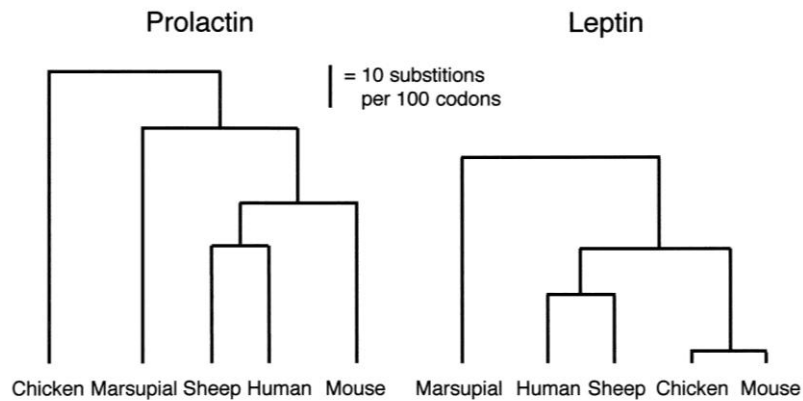 Prolactin
Leptin
= 10 substitions
per 100 codons
Chicken Marsupial Sheep Human Mouse
Marsupial Human Sheep Chicken Mouse